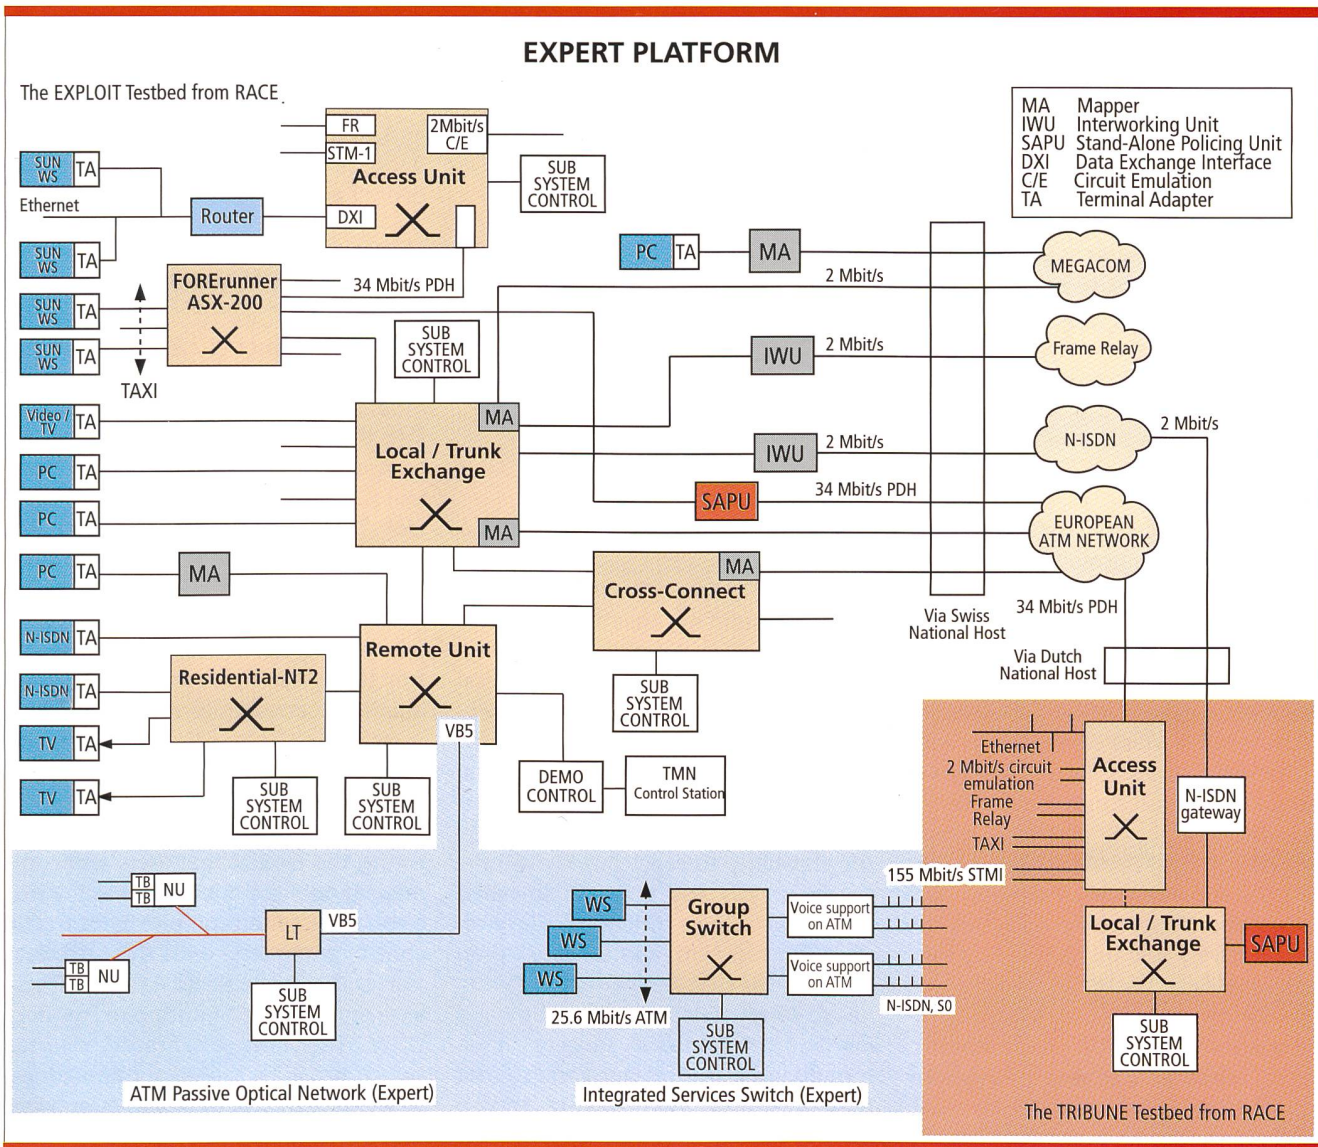 EXPERT PLATFORM
The EXPLOIT Testbed from RACE
MA Mapper
IWU Interworking Unit
SAPU Stand-Alone Policing Unit
DXI Data Exchange Interface
C/E Circuit Emulation
TA Terminal Adapter
FR
2Mbit/s
C/E
STM-1
Access Unit
DXI
SUB
SYSTEM
CONTROL
SUN
WS
TA
Ethernet
Router
SUN
WS
TA
FORErunner
ASX-200
34 Mbit/s PDH
SUN
WS
TA
SUN
WS
TA
TAXI
PC
TA
MA
2 Mbit/s
MEGACOM
SUB
SYSTEM
CONTROL
IWU
2 Mbit/s
Frame Relay
Video /
TV
TA
MA
Local / Trunk
Exchange
MA
IWU
2 Mbit/s
N-ISDN
2 Mbit/s
PC
TA
SAPU
34 Mbit/s PDH
EUROPEAN
ATM NETWORK
PC
TA
PC
TA
MA
MA
Cross-Connect
34 Mbit/s PDH
Via Swiss
National Host
Via Dutch
National Host
SUB
SYSTEM
CONTROL
N-ISDN
TA
Remote Unit
VB5
Residential-NT2
N-ISDN
TA
TV
TA
TV
TA
SUB
SYSTEM
CONTROL
SUB
SYSTEM
CONTROL
DEMO
CONTROL
TMN
Control Station
Ethernet
2 Mbit/s circuit
emulation
Frame
Relay
TAXI
155 Mbit/s STMI
Access
Unit
N-ISDN
gateway
Local / Trunk
Exchange
SAPU
SUB
SYSTEM
CONTROL
The TRIBUNE Testbed from RACE
TB
TB
NU
TB
TB
NU
LT
VB5
SUB
SYSTEM
CONTROL
ATM Passive Optical Network (Expert)
WS
WS
WS
25.6 Mbit/s ATM
Group
Switch
Voice support
on ATM
Voice support
on ATM
N-ISDN, S0
SUB
SYSTEM
CONTROL
Integrated Services Switch (Expert)